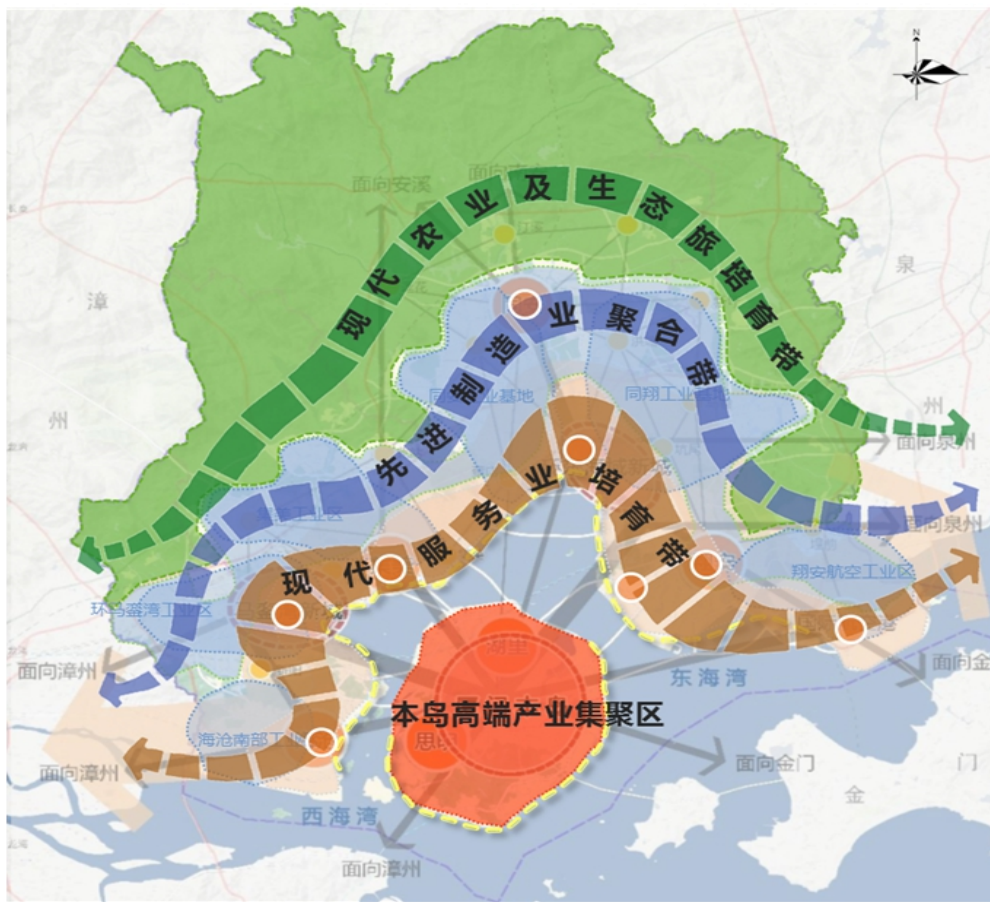 N
面向安溪
现代农业及生态旅培育带
泉
漳
先进制造业聚合带
州
州
面向泉州
同翔工业基地
现代服务业培育带
面向泉州
翔安航空工业区
环马銮湾工业区
面向漳州
湖里
面向金
东海湾
本岛高端产业集聚区
思明
海沧南部工业
面向漳州
面向金门
门
金
西海湾
面向漳州